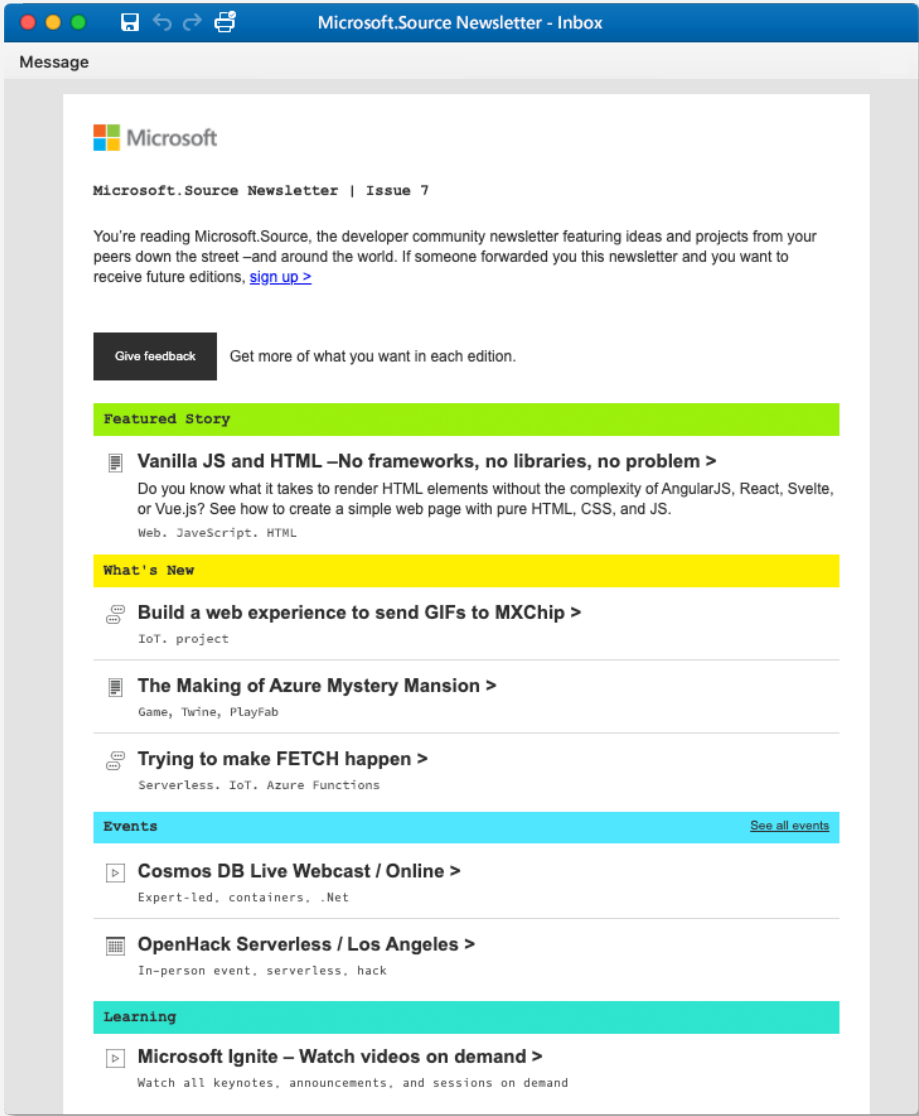 Microsoft.Source Newsletter - Inbox
Message
Microsoft
Microsoft.Source Newsletter | Issue 7
You’re reading Microsoft.Source, the developer community newsletter featuring ideas and projects from your
peers down the street –and around the world. If someone forwarded you this newsletter and you want to
receive future editions, sign up >
Give feedback
Get more of what you want in each edition.
Featured Story
Vanilla JS and HTML –No frameworks, no libraries, no problem >
Do you know what it takes to render HTML elements without the complexity of AngularJS, React, Svelte,
or Vue.js? See how to create a simple web page with pure HTML, CSS, and JS.
Web. JaveScript. HTML
What's New
Build a web experience to send GIFs to MXChip >
IoT. project
The Making of Azure Mystery Mansion >
Game, Twine, PlayFab
Trying to make FETCH happen >
Serverless. IoT. Azure Functions
Events
See all events
Cosmos DB Live Webcast / Online >
Expert-led, containers, .Net
OpenHack Serverless / Los Angeles >
In-person event, serverless, hack
Learning
Microsoft Ignite – Watch videos on demand >
Watch all keynotes, announcements, and sessions on demand